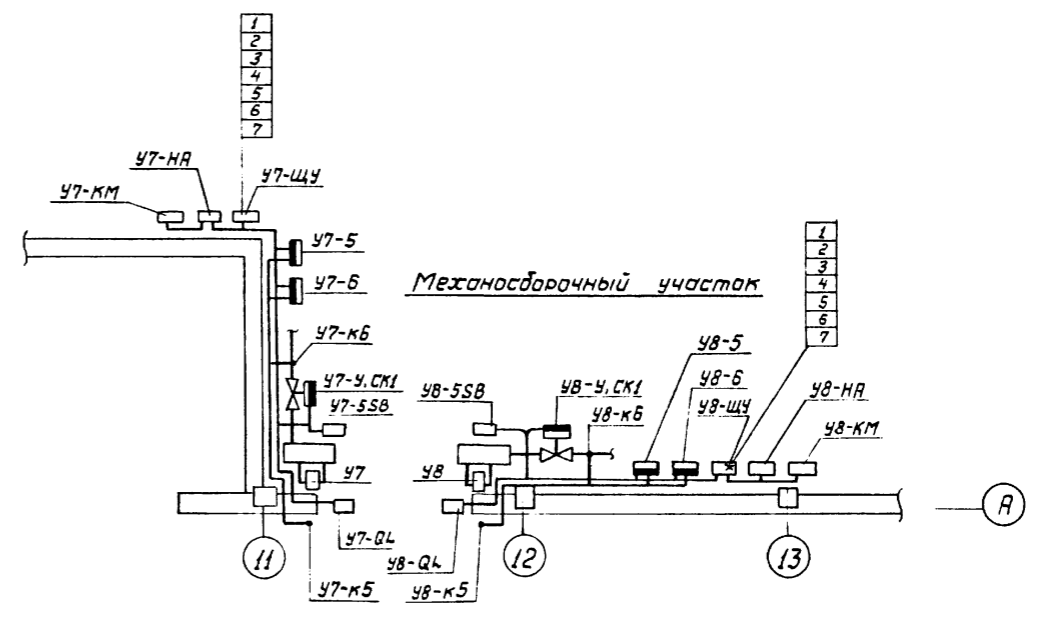 1
2
3
4
5
6
7
У7-НА
У7-ЩУ
У7-КМ
У7-5
У7-6
Механосборочный участок
1
2
3
4
5
6
7
У7-к6
У8-5
У7-У,СК1
У8-5SB
У8-У,СК1
У8-6
У8-НА
У7-5SB
У8-к6
У8-ЩУ
У8-КМ
У7
У8
А
У7-QL
11
12
13
У8-QL
У7-к5
У8-к5